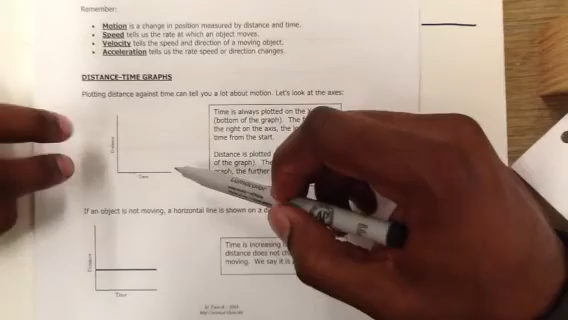 Remember:
Motion is a change in position measured by distance and time.
Speed tells us the rate at which an object moves.
Velocity tells the speed and direction of a moving object.
Acceleration tells us the rate speed or direction changes.
DISTANCE-TIME GRAPHS
Plotting distance against time can tell you a lot about motion. Let's look at the axes:
Time is always plotted on the
(bottom of the graph). The
the right on the axis, the
time from the start.
Distance is plotted
of the graph). The
graph, the further
Distance
Time
If an object is not moving, a horizontal line is shown on a
Time is increasing
distance does not
moving. We say it is
Distance
Time